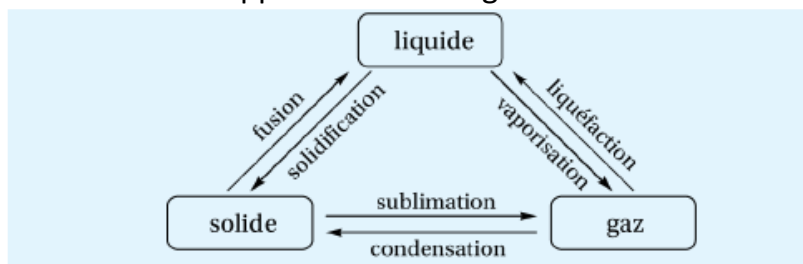 liquide
fusion
solidification
vaporisation
liquéfaction
solide
sublimation
condensation
gaz